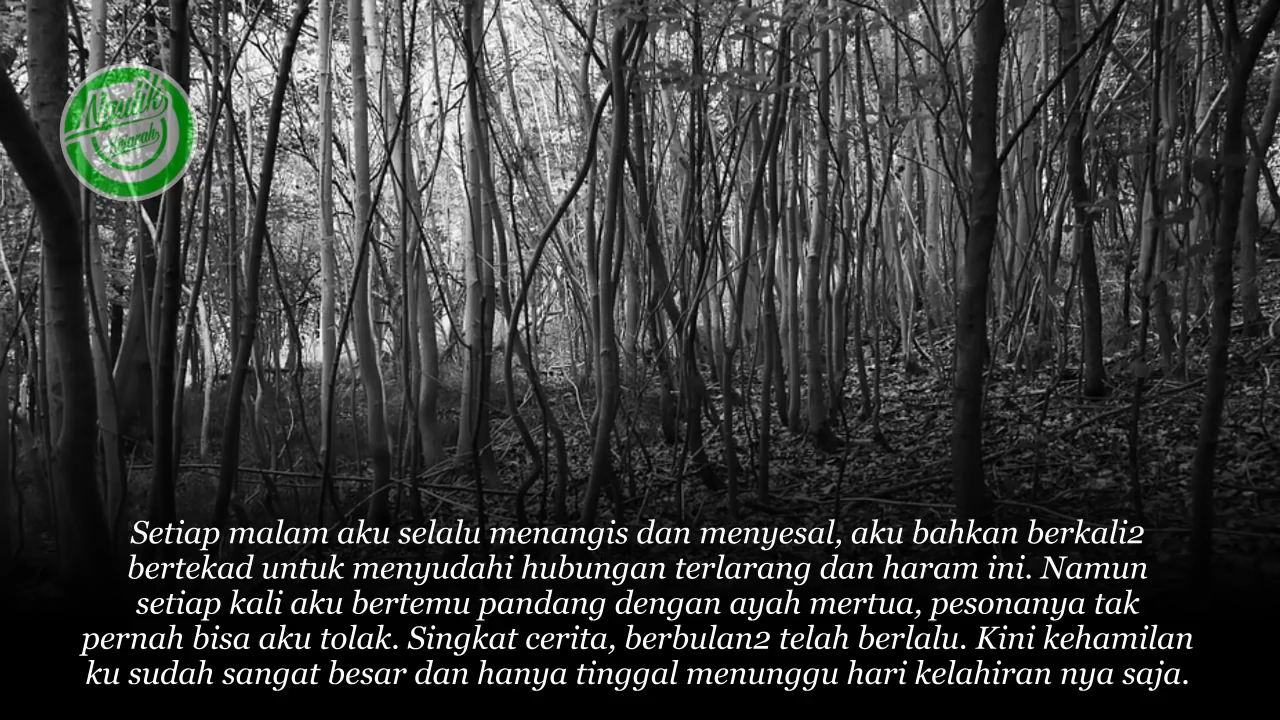 Ngulik
Sejarah
Setiap malam aku selalu menangis dan menyesal, aku bahkan berkali2
bertekad untuk menyudahi hubungan terlarang dan haram ini. Namun
setiap kali aku bertemu pandang dengan ayah mertua, pesonanya tak
pernah bisa aku tolak. Singkat cerita, berbulan2 telah berlalu. Kini kehamilan
ku sudah sangat besar dan hanya tinggal menunggu hari kelahiran nya saja.